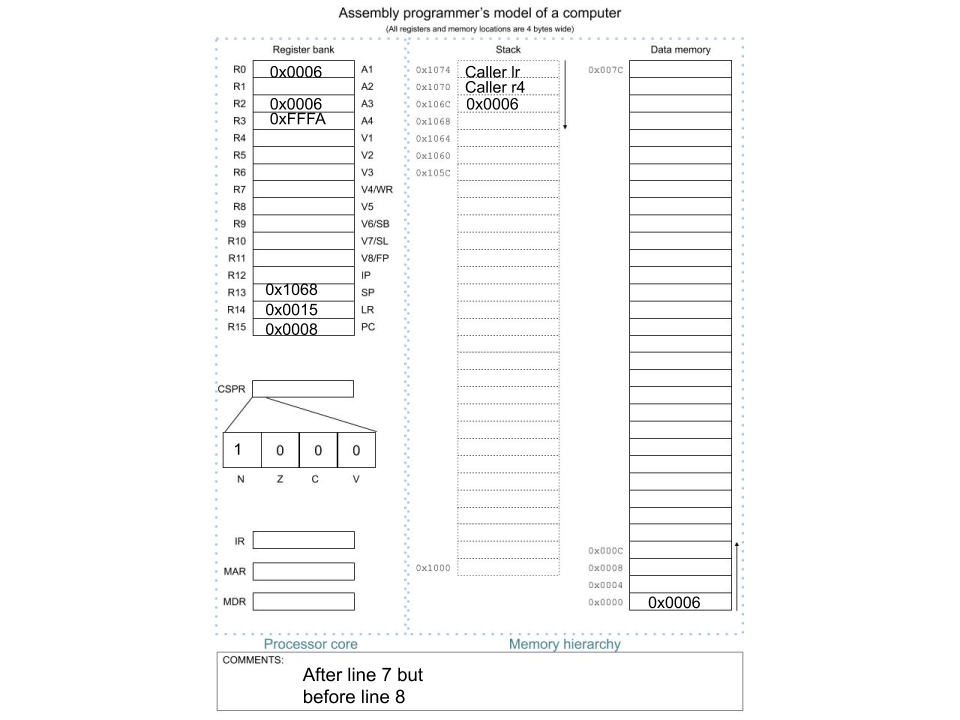 Assembly programmer's model of a computer
(All registers and memory locations are 4 bytes wide)
Register bank
Stack
Data memory
R0 0x0006 A1
R1 A2
R2 0x0006 A3
R3 0xFFFA A4
R4 V1
R5 V2
R6 V3
R7 V4/WR
R8 V5
R9 V6/SB
R10 V7/SL
R11 V8/FP
R12 IP
R13 0x1068 SP
R14 0x0015 LR
R15 0x0008 PC
CSPR
1 0 0 0
N Z C V
IR
MAR
MDR
Processor core
0x1074 Caller lr
0x1070 Caller r4
0x106C 0x0006
0x1068
0x1064
0x1060
0x105C
0x1000
0x007C
0x000C
0x0008
0x0004
0x0000 0x0006
Memory hierarchy
COMMENTS:
After line 7 but
before line 8